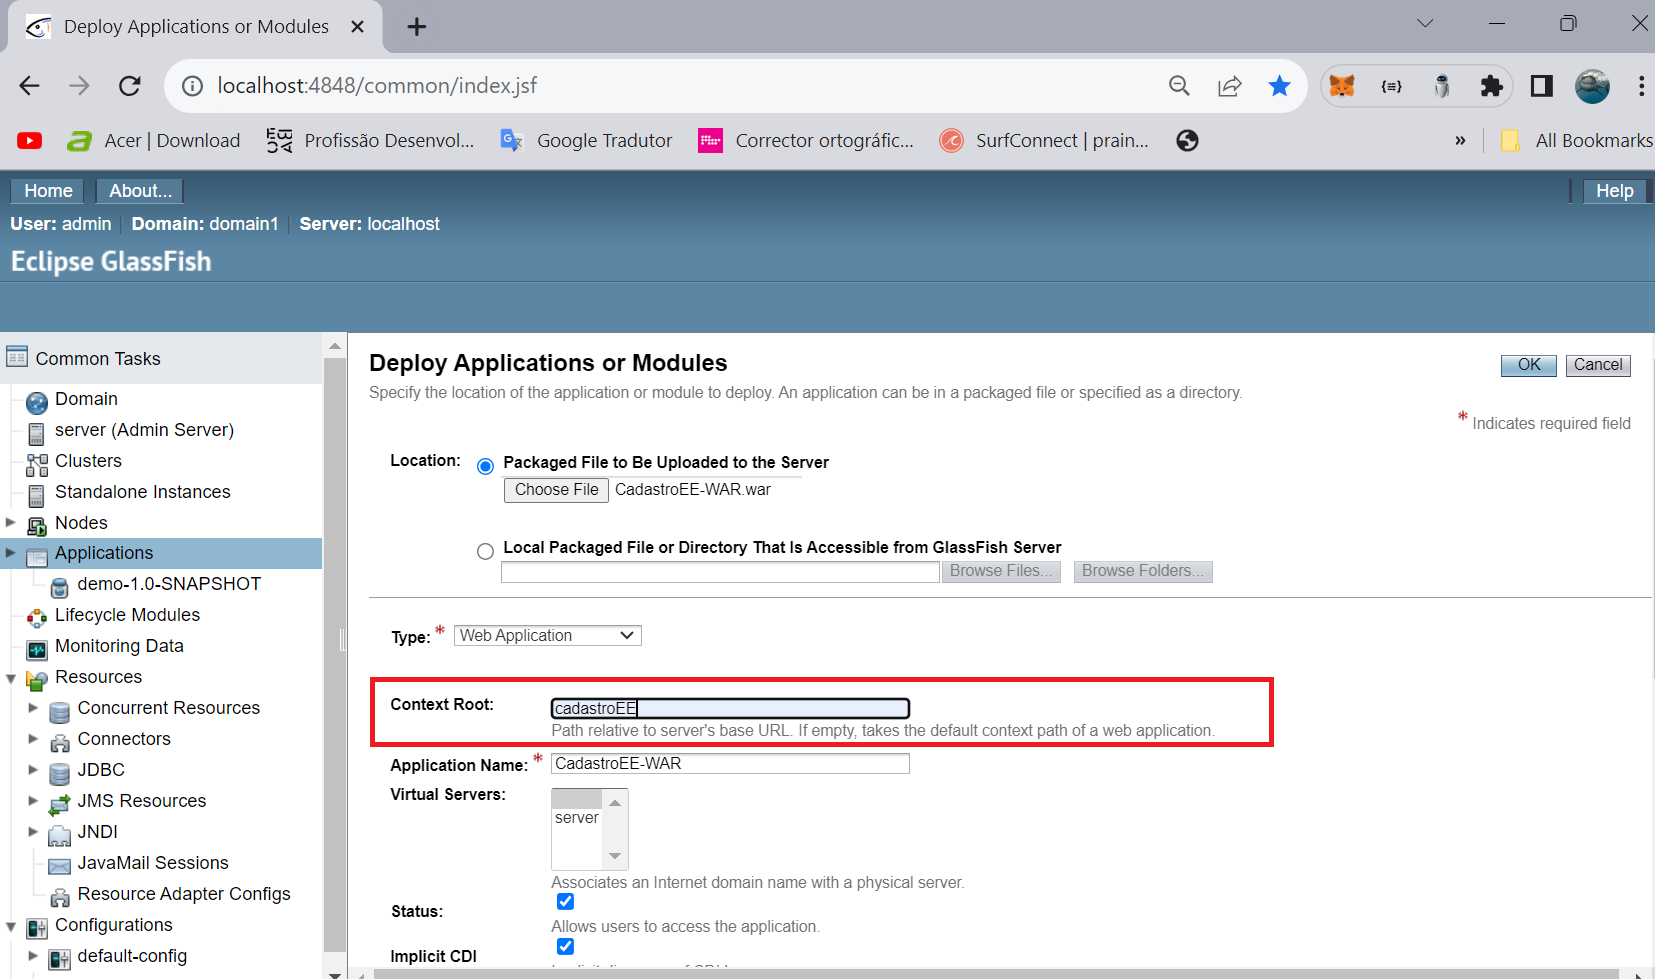 Deploy Applications or Modules
localhost:4848/common/index.jsf
Acer | Download
Profissão Desenvol...
Google Tradutor
Corrector ortográfic...
SurfConnect | prain...
»
All Bookmarks
Home
About...
Help
User: admin
Domain: domain1
Server: localhost
Eclipse GlassFish
Common Tasks
Domain
server (Admin Server)
Clusters
Standalone Instances
Nodes
Applications
demo-1.0-SNAPSHOT
Lifecycle Modules
Monitoring Data
Resources
Concurrent Resources
Connectors
JDBC
JMS Resources
JNDI
JavaMail Sessions
Resource Adapter Configs
Configurations
default-config
Deploy Applications or Modules
OK
Cancel
Specify the location of the application or module to deploy. An application can be in a packaged file or specified as a directory.
* Indicates required field
Location:
Packaged File to Be Uploaded to the Server
Choose File CadastroEE-WAR.war
Local Packaged File or Directory That Is Accessible from GlassFish Server
Browse Files...
Browse Folders...
Type: * Web Application
Context Root: cadastroEE
Path relative to server's base URL. If empty, takes the default context path of a web application.
Application Name: * CadastroEE-WAR
Virtual Servers:
server
Associates an Internet domain name with a physical server.
Status:
Allows users to access the application.
Implicit CDI